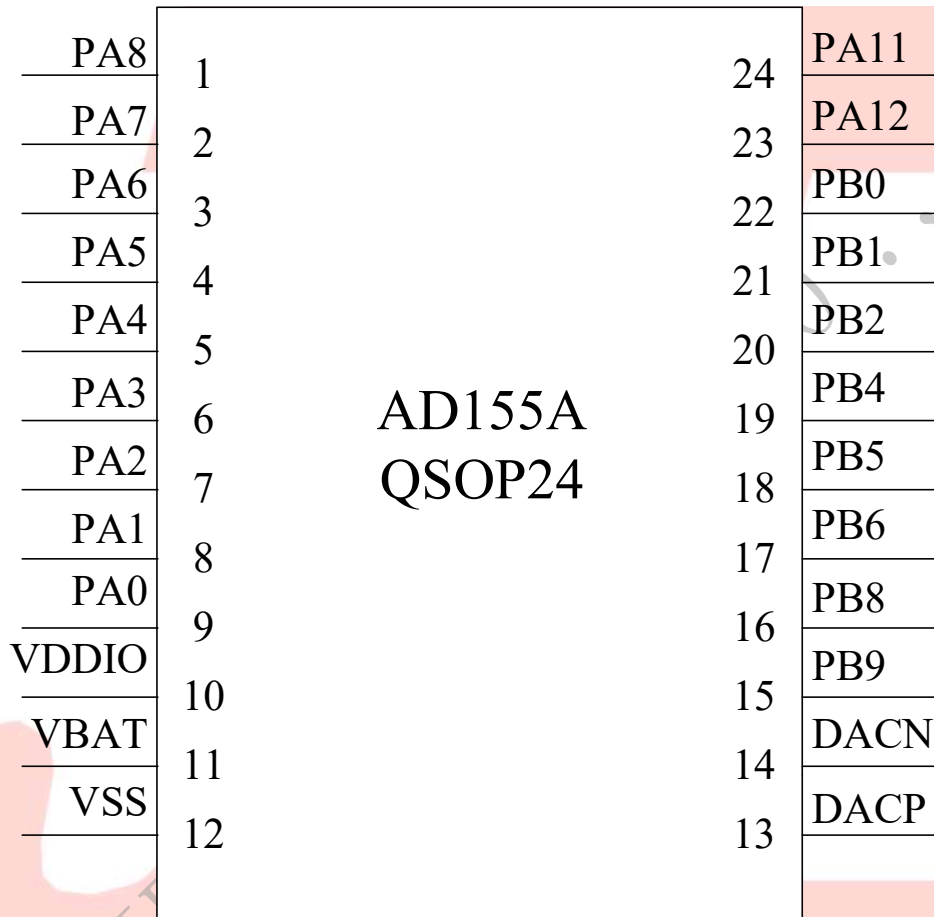 PA8 1 24 PA11
PA7 2 23 PA12
PA6 3 22 PB0
PA5 4 21 PB1
PA4 5 20 PB2
PA3 6 19 PB4
PA2 7 18 PB5
PA1 8 17 PB6
PA0 9 16 PB8
VDDIO 10 15 PB9
VBAT 11 14 DACN
VSS 12 13 DACP
AD155A
QSOP24